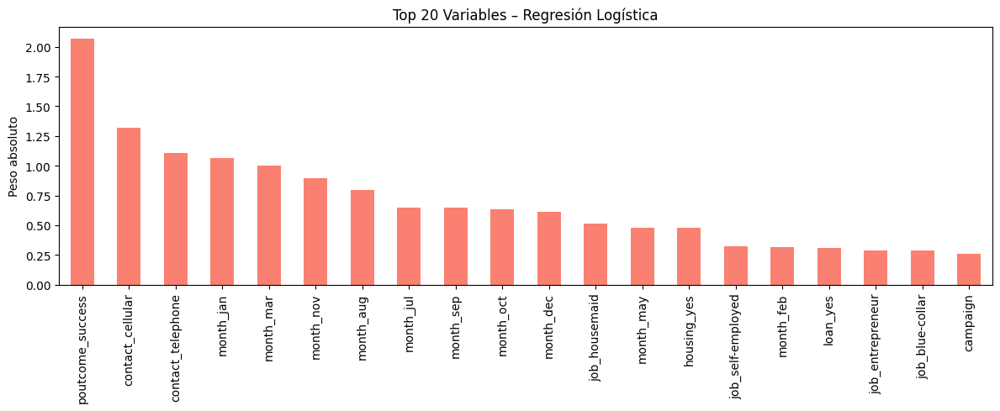 Top 20 Variables – Regresión Logística
Peso absoluto
2.00
1.75
1.50
1.25
1.00
0.75
0.50
0.25
0.00
poutcome_success
contact_cellular
contact_telephone
month_jan
month_mar
month_nov
month_aug
month_jul
month_sep
month_oct
month_dec
job_housemaid
month_may
housing_yes
job_self-employed
month_feb
loan_yes
job_entrepreneur
job_blue-collar
campaign